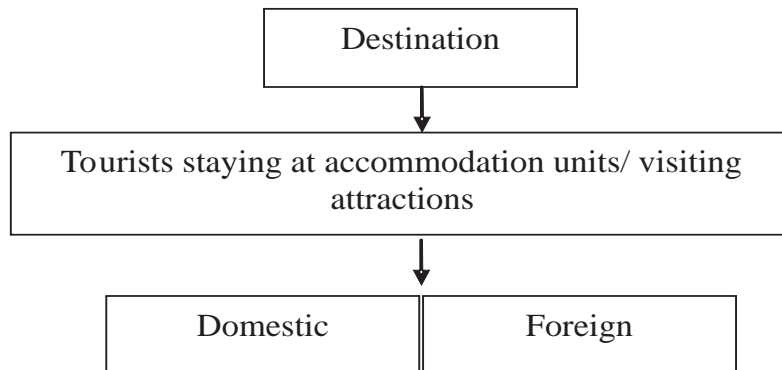 Destination
Tourists staying at accommodation units/ visiting
attractions
Domestic
Foreign